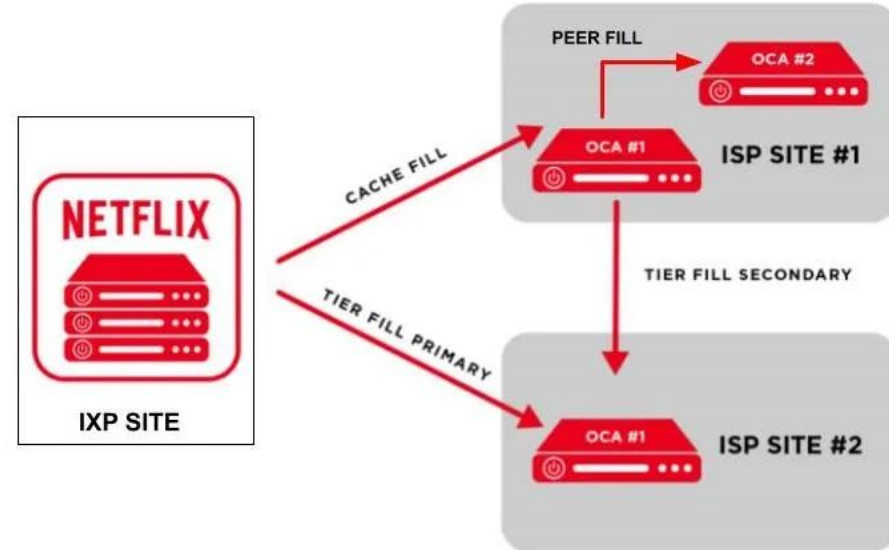 PEER FILL
OCA #2
OCA #1
ISP SITE #1
CACHE FILL
NETFLIX
TIER FILL SECONDARY
TIER FILL PRIMARY
IXP SITE
OCA #1
ISP SITE #2